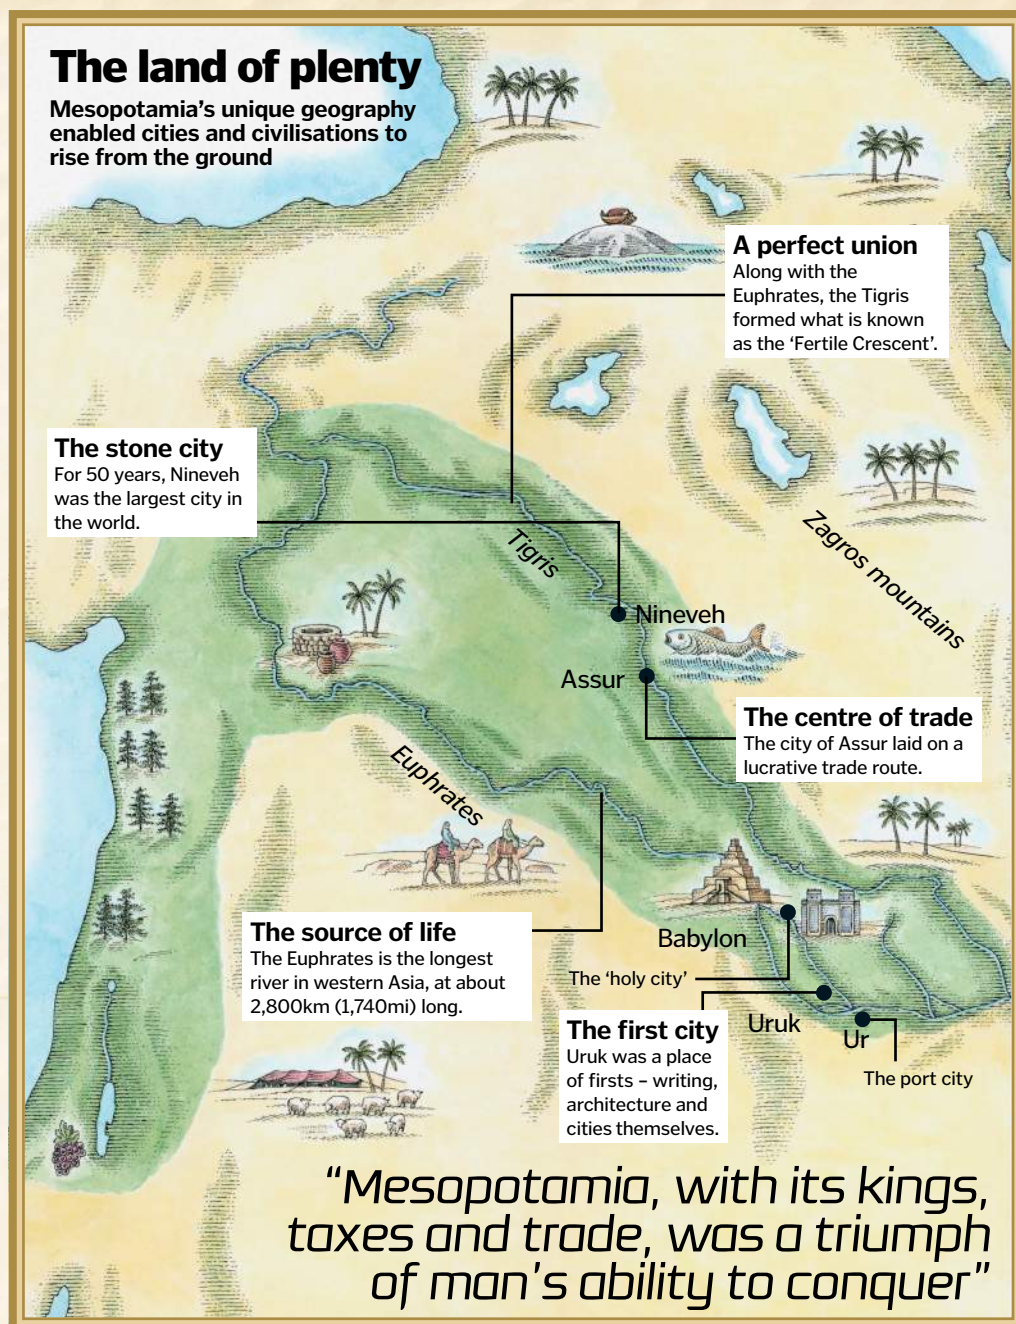 The land of plenty
Mesopotamia's unique geography
enabled cities and civilisations to
rise from the ground
A perfect union
Along with the
Euphrates, the Tigris
formed what is known
as the ‘Fertile Crescent’.
The stone city
For 50 years, Nineveh
was the largest city in
the world.
Tigris
Zagros mountains
Nineveh
Assur
The centre of trade
The city of Assur laid on a
lucrative trade route.
Euphrates
The source of life
The Euphrates is the longest
river in western Asia, at about
2,800km (1,740mi) long.
Babylon
The ‘holy city’
The first city
Uruk was a place
of firsts – writing,
architecture and
cities themselves.
Uruk
Ur
The port city
“Mesopotamia, with its kings,
taxes and trade, was a triumph
of man's ability to conquer”